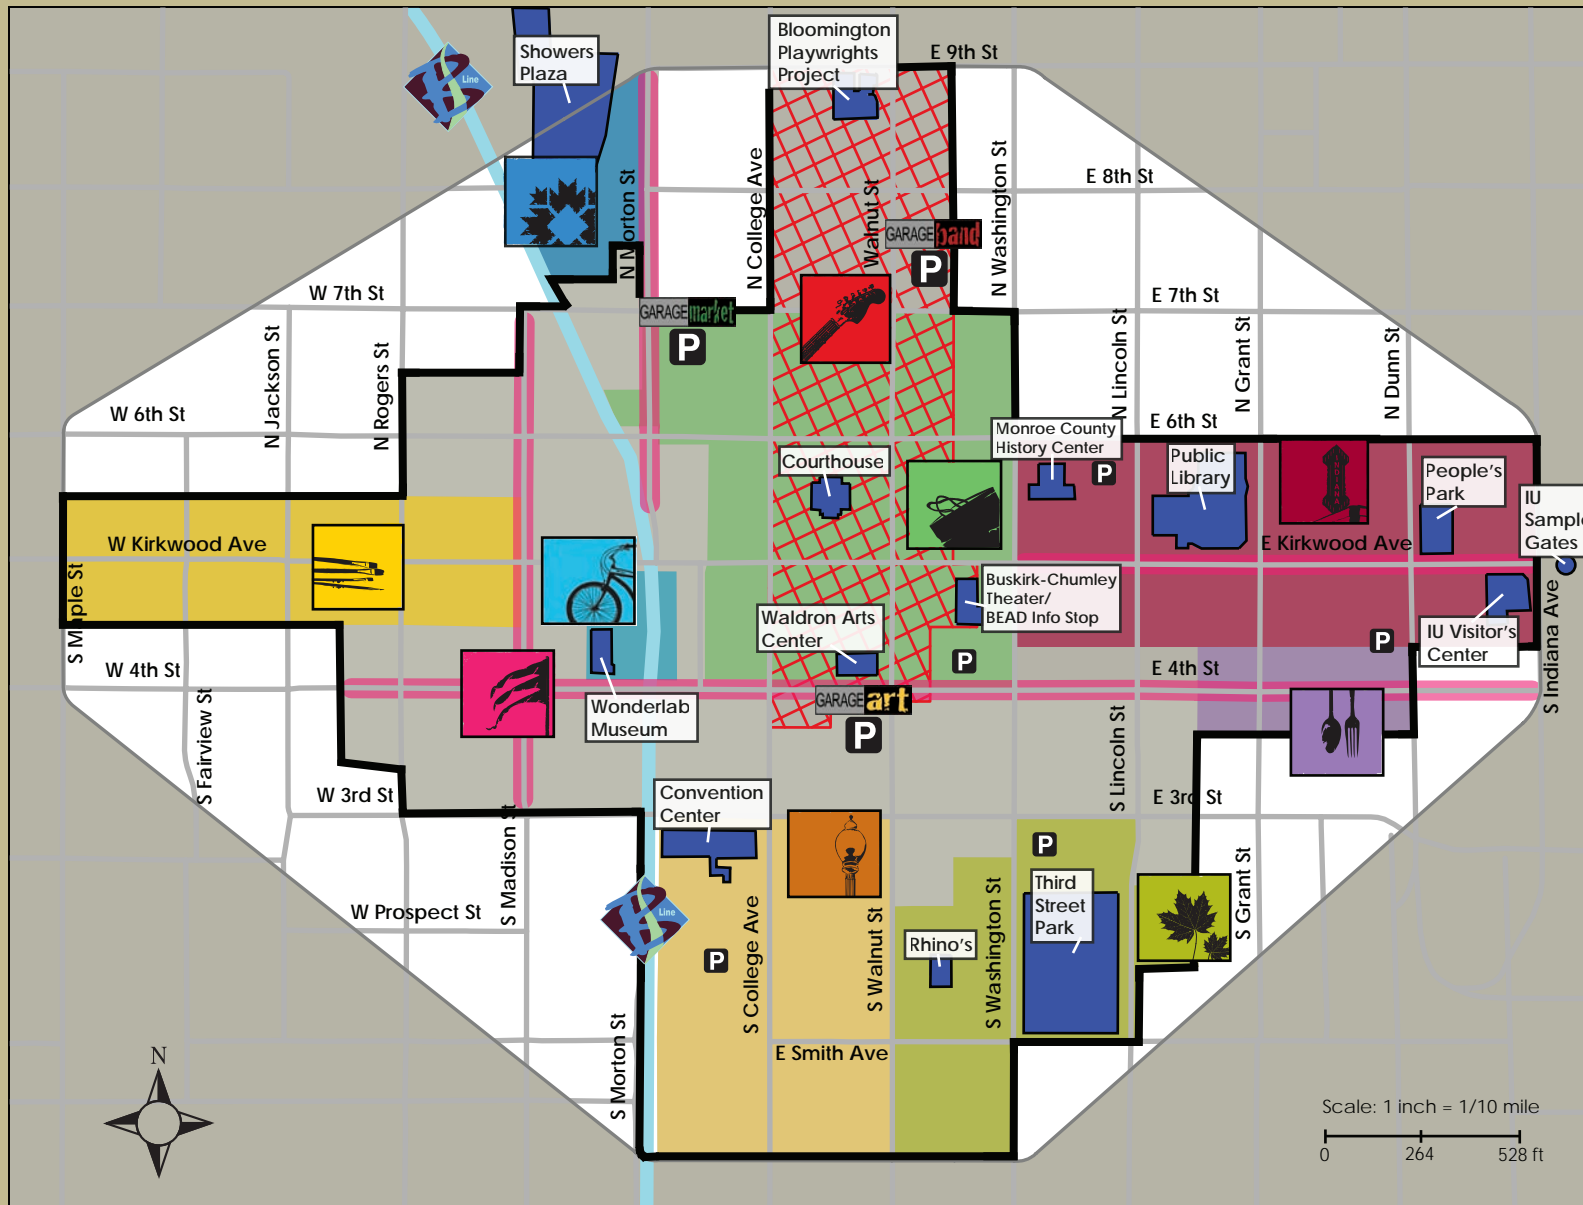 Showers
Plaza
Bloomington
Playwrights
Project
E 9th St
Line
E 8th St
N Morton St
N College Ave
Walnut St
N Washington St
GARAGE band
P
W 7th St
E 7th St
GARAGE market
P
N Jackson St
N Rogers St
N Lincoln St
N Grant St
N Dunn St
W 6th St
E 6th St
Monroe County
History Center
P
Courthouse
Public
Library
INDIANA
People's
Park
IU
Sample
Gates
W Kirkwood Ave
E Kirkwood Ave
Buskirk-Chumley
Theater/
BEAD Info Stop
S Maple St
Waldron Arts
Center
IU Visitor's
Center
P
P
S Indiana Ave
W 4th St
E 4th St
Wonderlab
Museum
GARAGE art
P
S Fairview St
S Lincoln St
W 3rd St
Convention
Center
E 3rd St
S Madison St
P
Third
Street
Park
S Grant St
W Prospect St
Line
S College Ave
S Walnut St
Rhino's
S Washington St
P
S Morton St
E Smith Ave
N
Scale: 1 inch = 1/10 mile
0 264 528 ft